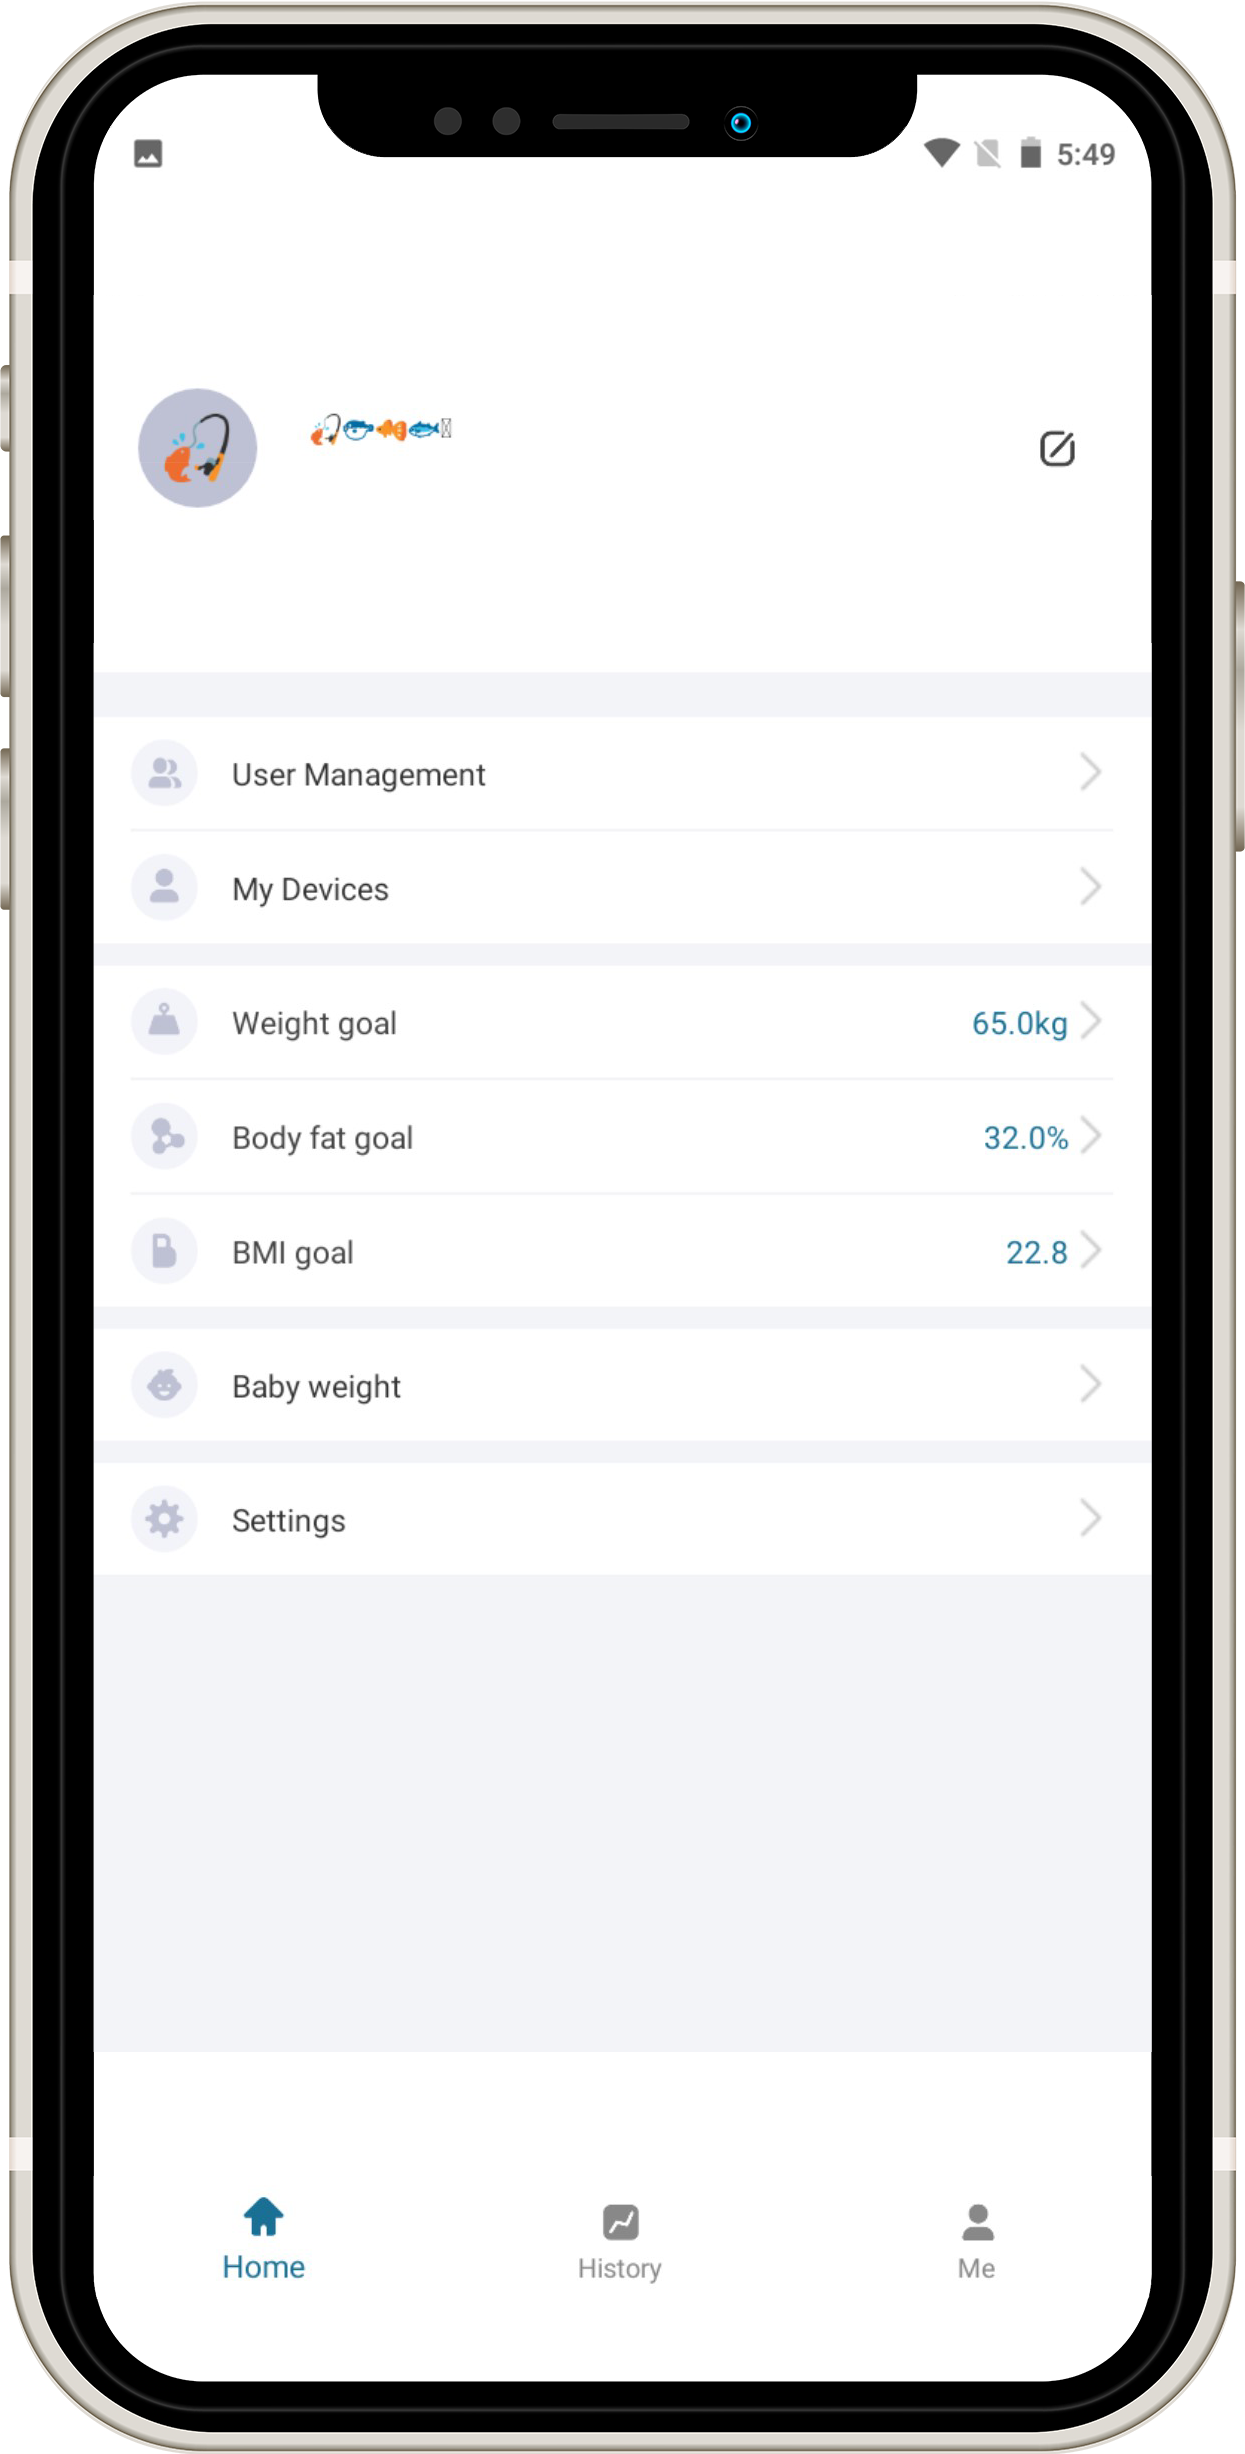 5:49
🎣🐡🐠🐟
User Management
My Devices
Weight goal 65.0kg
Body fat goal 32.0%
BMI goal 22.8
Baby weight
Settings
Home History Me